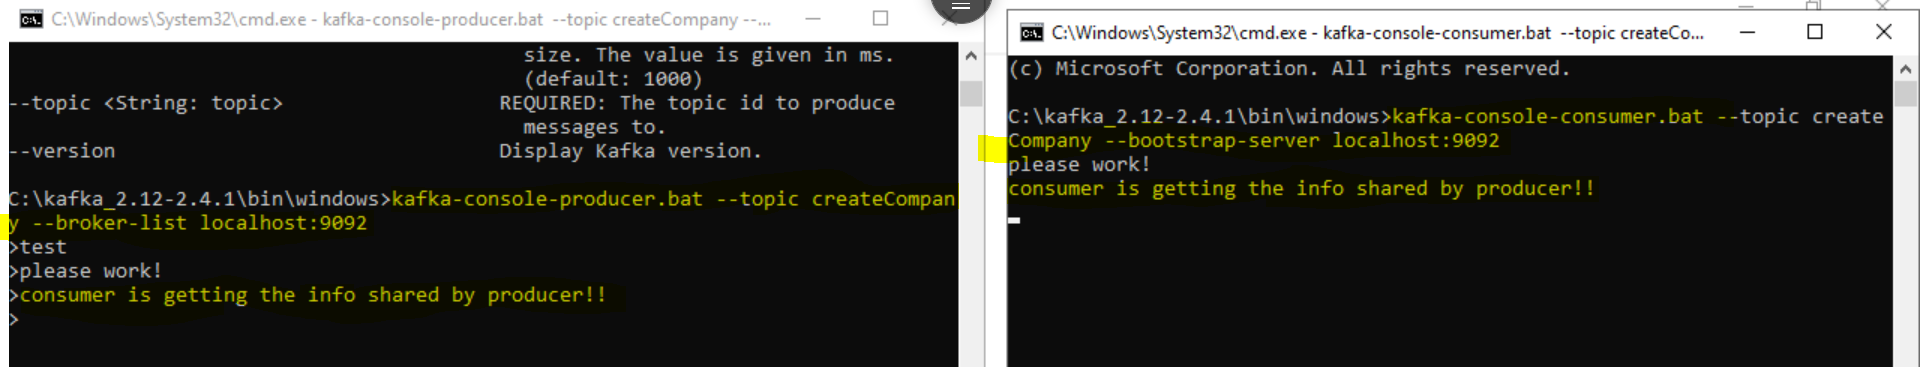 C:\Windows\System32\cmd.exe - kafka-console-producer.bat --topic createCompany --...
size. The value is given in ms.
(default: 1000)
--topic <String: topic> REQUIRED: The topic id to produce
messages to.
--version Display Kafka version.
C:\kafka_2.12-2.4.1\bin\windows>kafka-console-producer.bat --topic createCompan
y --broker-list localhost:9092
>test
>please work!
>consumer is getting the info shared by producer!!
>
C:\Windows\System32\cmd.exe - kafka-console-consumer.bat --topic createCo...
(c) Microsoft Corporation. All rights reserved.
C:\kafka_2.12-2.4.1\bin\windows>kafka-console-consumer.bat --topic create
Company --bootstrap-server localhost:9092
please work!
consumer is getting the info shared by producer!!